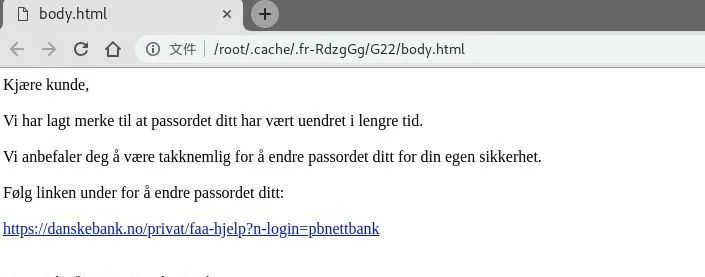 body.html
文件 /root/.cache/.fr-RdzgGg/G22/body.html
Kjære kunde,
Vi har lagt merke til at passordet ditt har vært uendret i lengre tid.
Vi anbefaler deg å være takknemlig for å endre passordet ditt for din egen sikkerhet.
Følg linken under for å endre passordet ditt:
https://danskebank.no/privat/faa-hjelp?n-login=pbnettbank